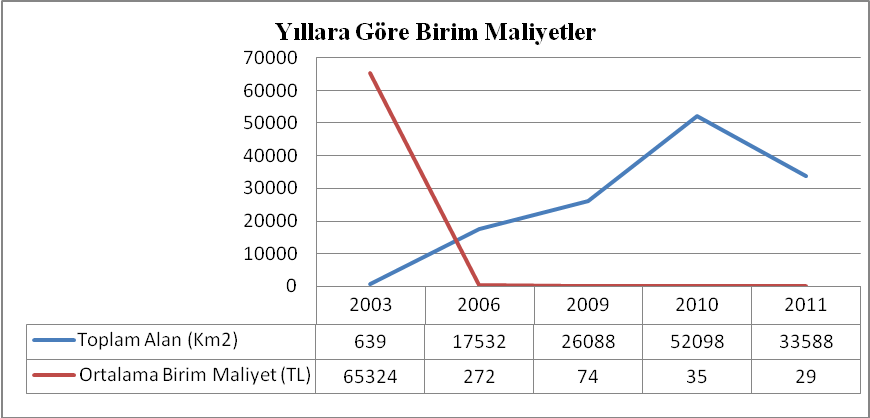 Yıllara Göre Birim Maliyetler
70000
60000
50000
40000
30000
20000
10000
0
2003 2006 2009 2010 2011
Toplam Alan (Km2) 639 17532 26088 52098 33588
Ortalama Birim Maliyet (TL) 65324 272 74 35 29